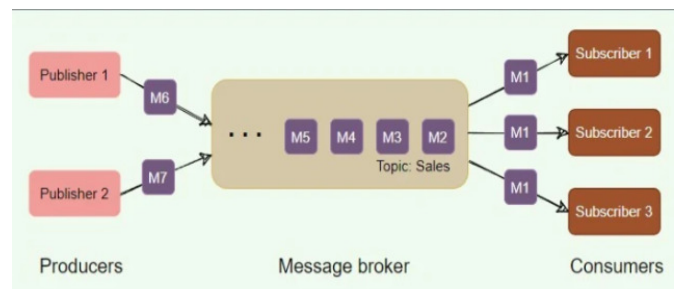 Publisher 1
M6
Publisher 2
M7
. . .
M5 M4 M3 M2
Topic: Sales
M1
Subscriber 1
M1
Subscriber 2
M1
Subscriber 3
Producers
Message broker
Consumers